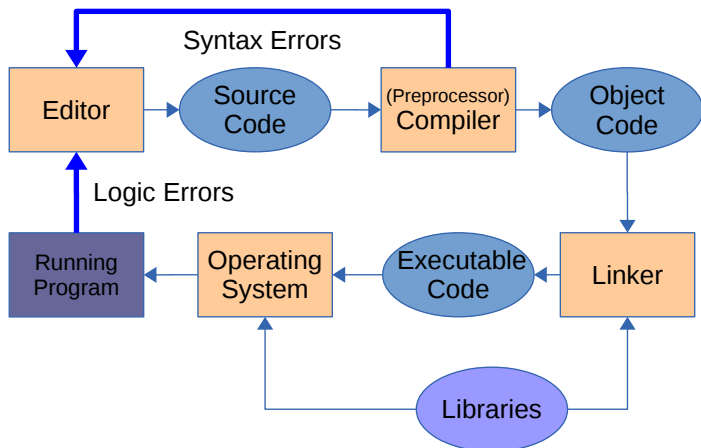 Syntax Errors
Editor
Source
Code
(Preprocessor)
Compiler
Object
Code
Logic Errors
Running
Program
Operating
System
Executable
Code
Linker
Libraries